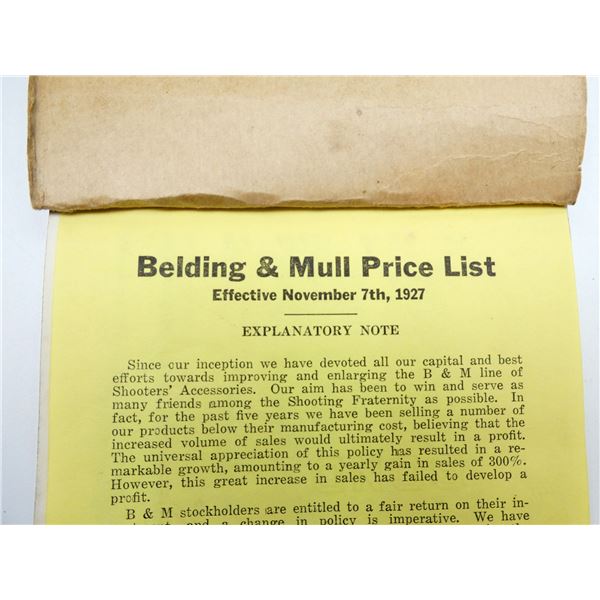 Belding & Mull Price List
Effective November 7th, 1927
EXPLANATORY NOTE
Since our inception we have devoted all our capital and best
efforts towards improving and enlarging the B & M line of
Shooters' Accessories. Our aim has been to win and serve as
many friends among the Shooting Fraternity as possible. In
fact, for the past five years we have been selling a number of
our products below their manufacturing cost, believing that the
increased volume of sales would ultimately result in a profit.
The universal appreciation of this policy has resulted in a re-
markable growth, amounting to a yearly gain in sales of 300%.
However, this great increase in sales has failed to develop a
profit.
B & M stockholders are entitled to a fair return on their in-
and a change in policy is imperative. We have